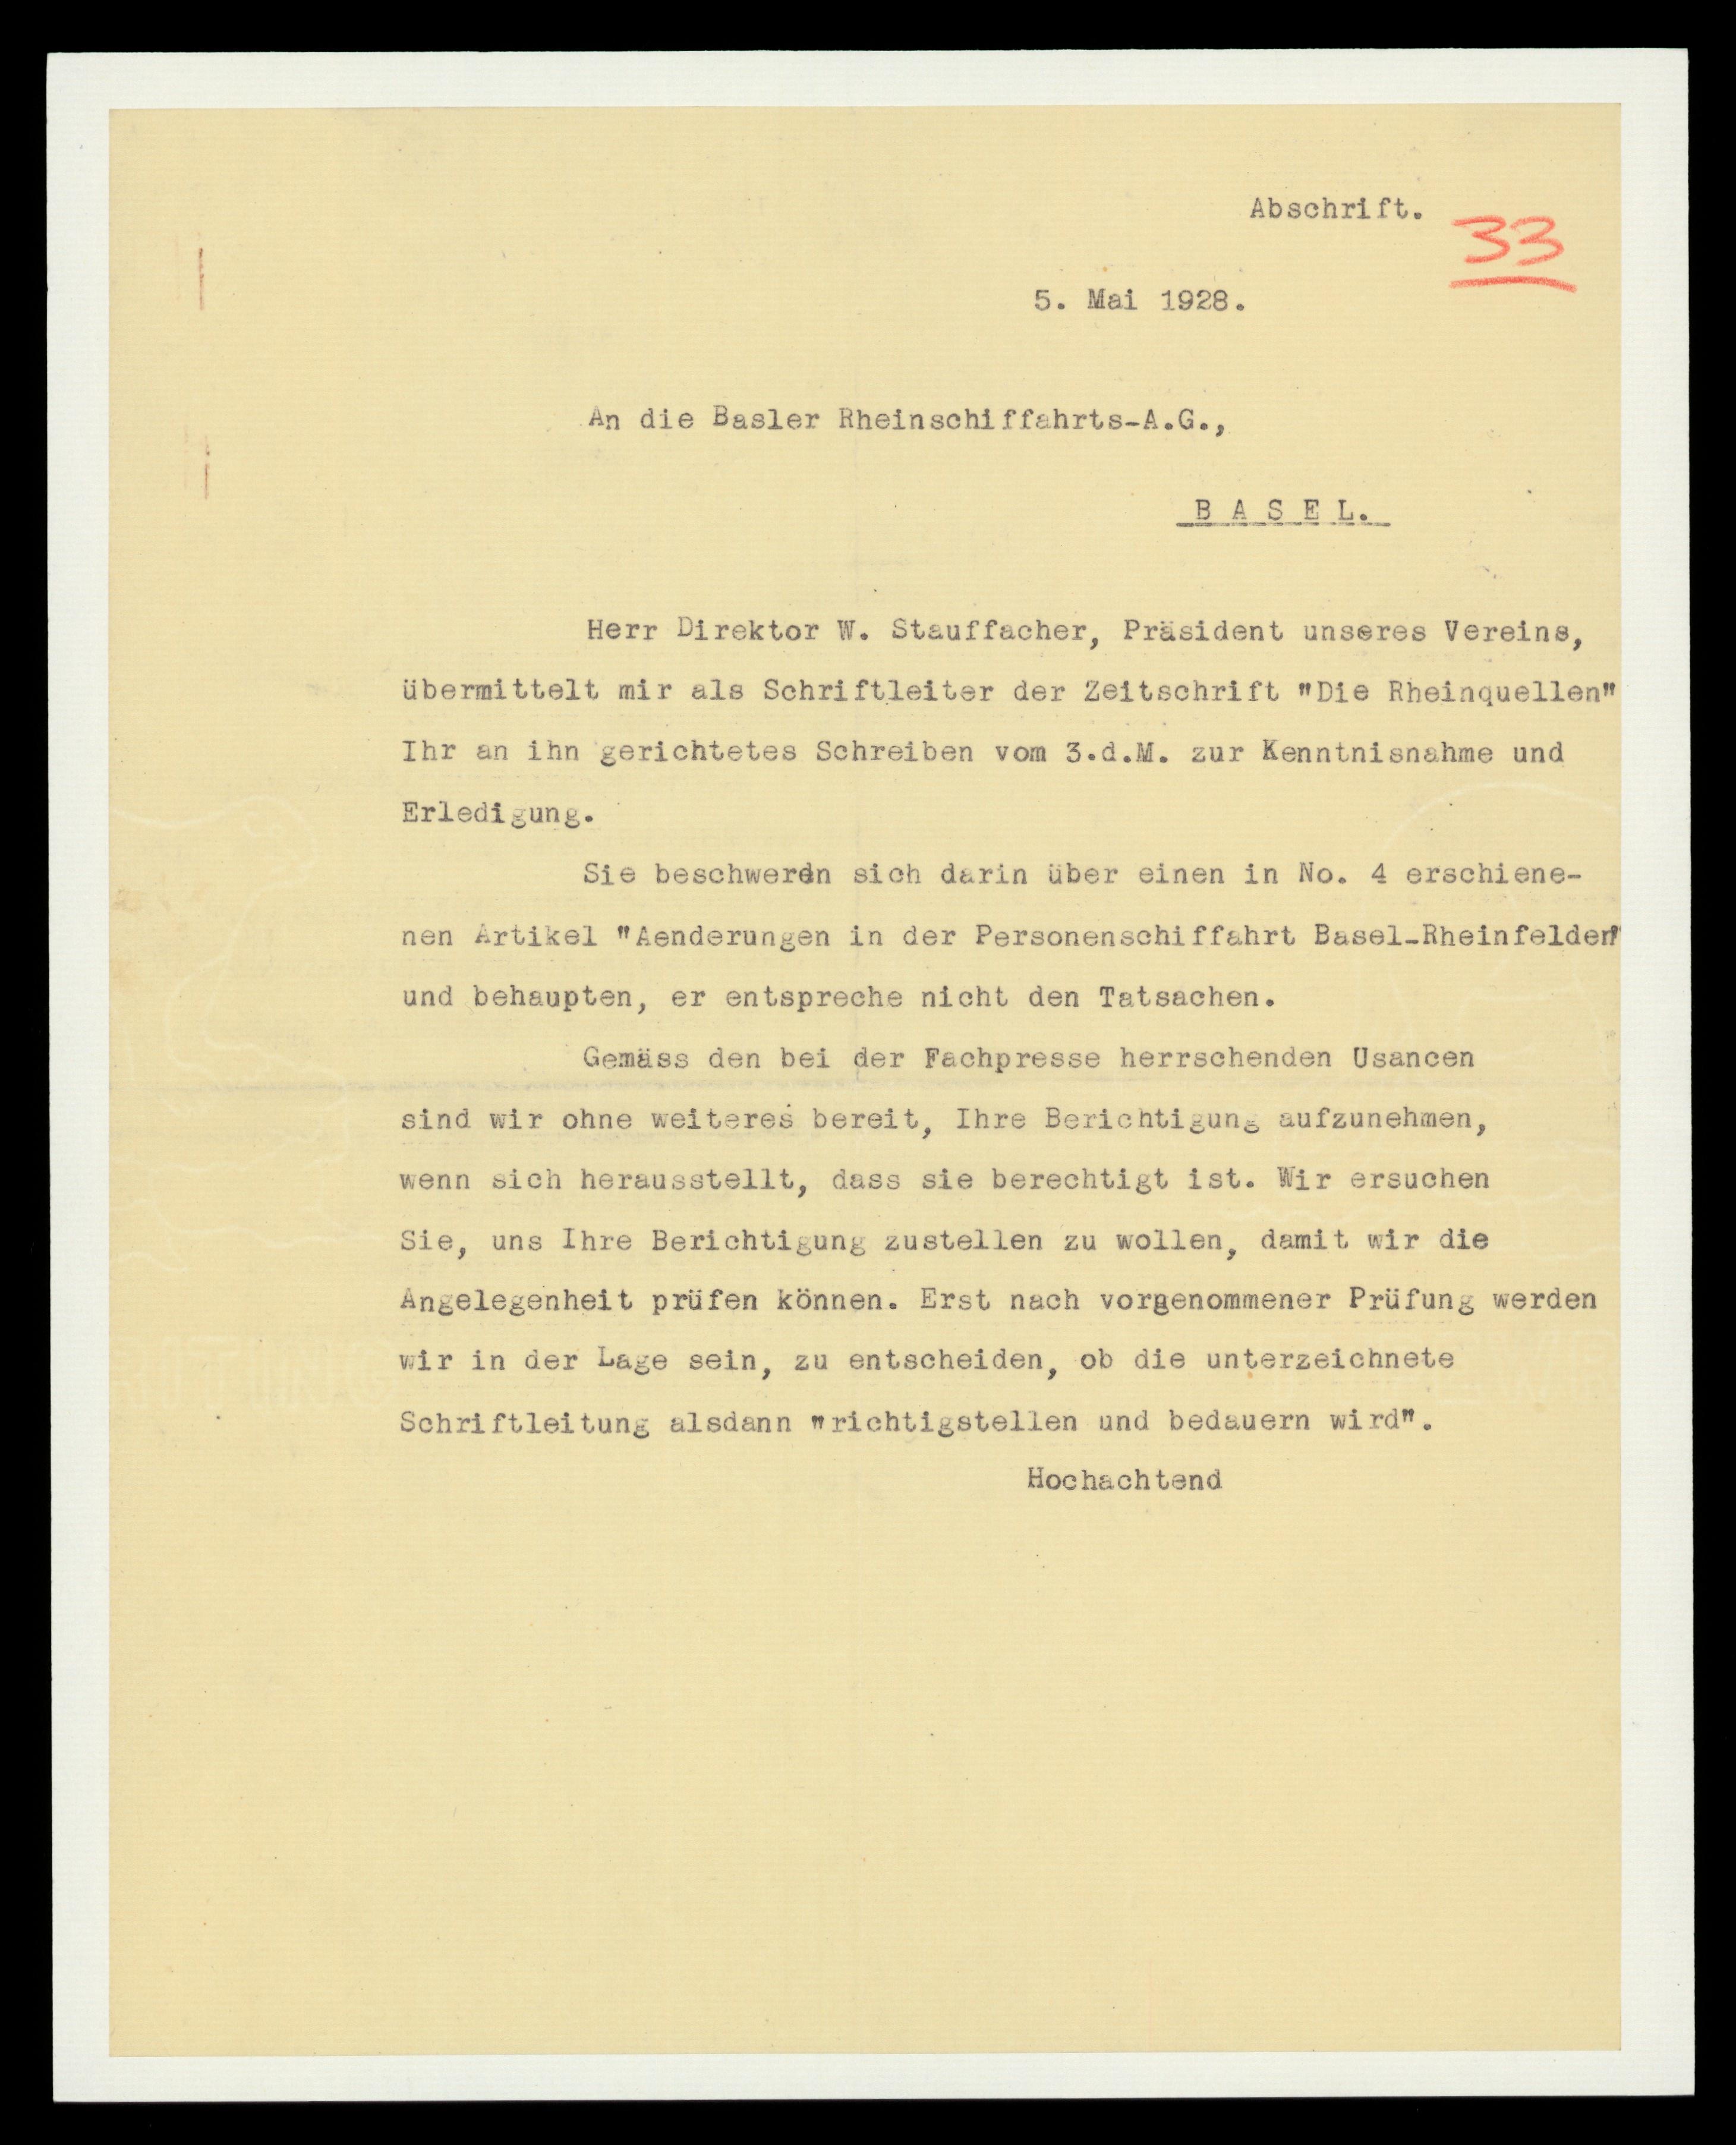 Abschrift.
33
5. Mai 1928.
An die Basler Rheinschiffahrts-A.G.,
BASEL.
Herr Direktor W. Stauffacher, Präsident unseres Vereins,
übermittelt mir als Schriftleiter der Zeitschrift "Die Rheinquellen"
Ihr an ihn gerichtetes Schreiben vom 3.d.M. zur Kenntnisnahme und
Erledigung.
Sie beschweren sich darin über einen in No. 4 erschiene-
nen Artikel "Aenderungen in der Personenschiffahrt Basel-Rheinfelden"
und behaupten, er entspreche nicht den Tatsachen.
Gemäss den bei der Fachpresse herrschenden Usancen
sind wir ohne weiteres bereit, Ihre Berichtigung aufzunehmen,
wenn sich herausstellt, dass sie berechtigt ist. Wir ersuchen
Sie, uns Ihre Berichtigung zustellen zu wollen, damit wir die
Angelegenheit prüfen können. Erst nach vorgenommener Prüfung werden
wir in der Lage sein, zu entscheiden, ob die unterzeichnete
Schriftleitung alsdann "richtigstellen und bedauern wird".
Hochachtend